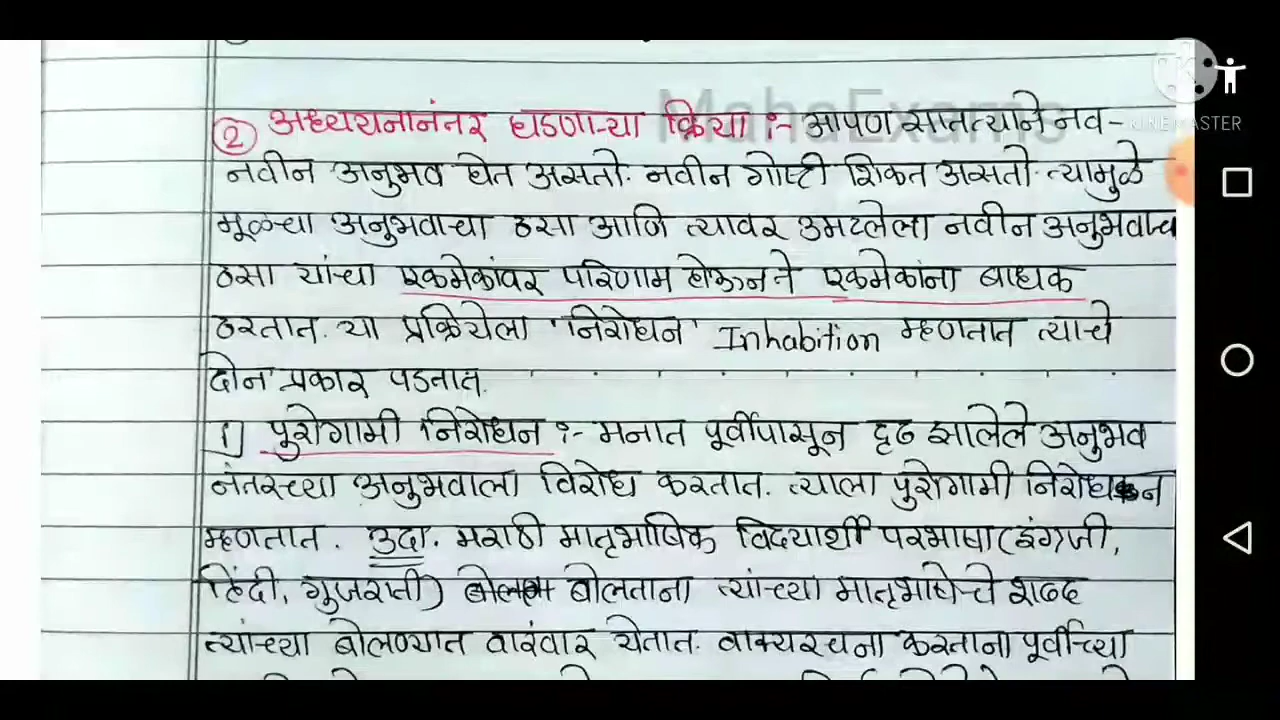 MahaExams
KINEMASTER
② अध्ययनानंतर घडणाऱ्या क्रिया :- आपण सातत्याने नव-
नवीन अनुभव घेत असतो. नवीन गोष्टी शिकत असतो. त्यामुळे
मूळच्या अनुभवाचा ठसा आणि त्यावर उमटलेला नवीन अनुभवाचा
ठसा यांच्या एकमेकांवर परिणाम होऊन ते एकमेकांना बाधक
ठरतात. या प्रक्रियेला 'निरोधन' Inhabition म्हणतात त्याचे
दोन प्रकार पडतात.
1] पुरोगामी निरोधन :- मनात पूर्वीपासून दृढ झालेले अनुभव
नंतरच्या अनुभवाला विरोध करतात. त्याला पुरोगामी निरोधन
म्हणतात. उदा. मराठी मातृभाषिक विद्यार्थी परभाषा (इंग्रजी,
हिंदी, गुजराती) बोलताना त्यांच्या मातृभाषेचे शब्द
त्यांच्या बोलण्यात वारंवार येतात. वाक्यरचना करताना पूर्वीच्या